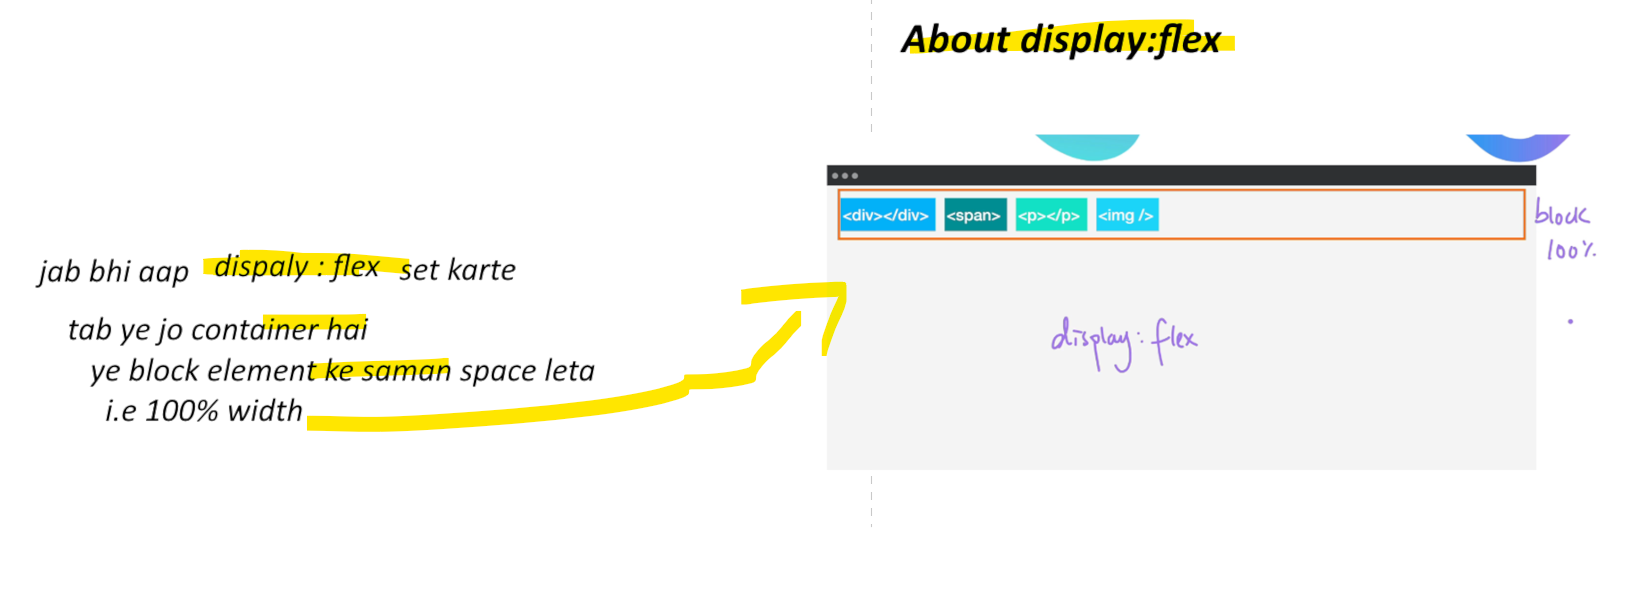 About display:flex
<div></div> <span> <p></p> <img />
block
100%.
display: flex
jab bhi aap dispaly : flex set karte
tab ye jo container hai
ye block element ke saman space leta
i.e 100% width